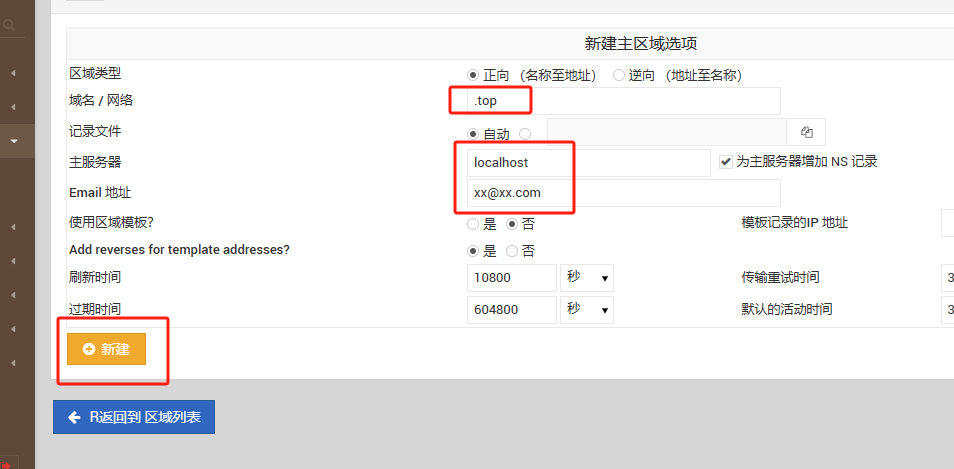 新建主区域选项
区域类型 正向 （名称至地址） 逆向 （地址至名称）
域名 / 网络 .top
记录文件 自动
主服务器 localhost 为主服务器增加 NS 记录
Email 地址 xx@xx.com
使用区域模板? 是 否 模板记录的IP 地址
Add reverses for template addresses? 是 否
刷新时间 10800 秒 传输重试时间 3
过期时间 604800 秒 默认的活动时间 3
新建
R返回到 区域列表